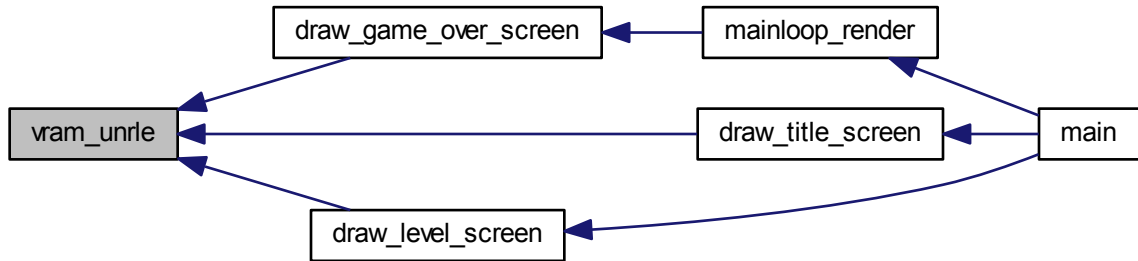 draw_game_over_screen
mainloop_render
vram_unrle
draw_title_screen
main
draw_level_screen